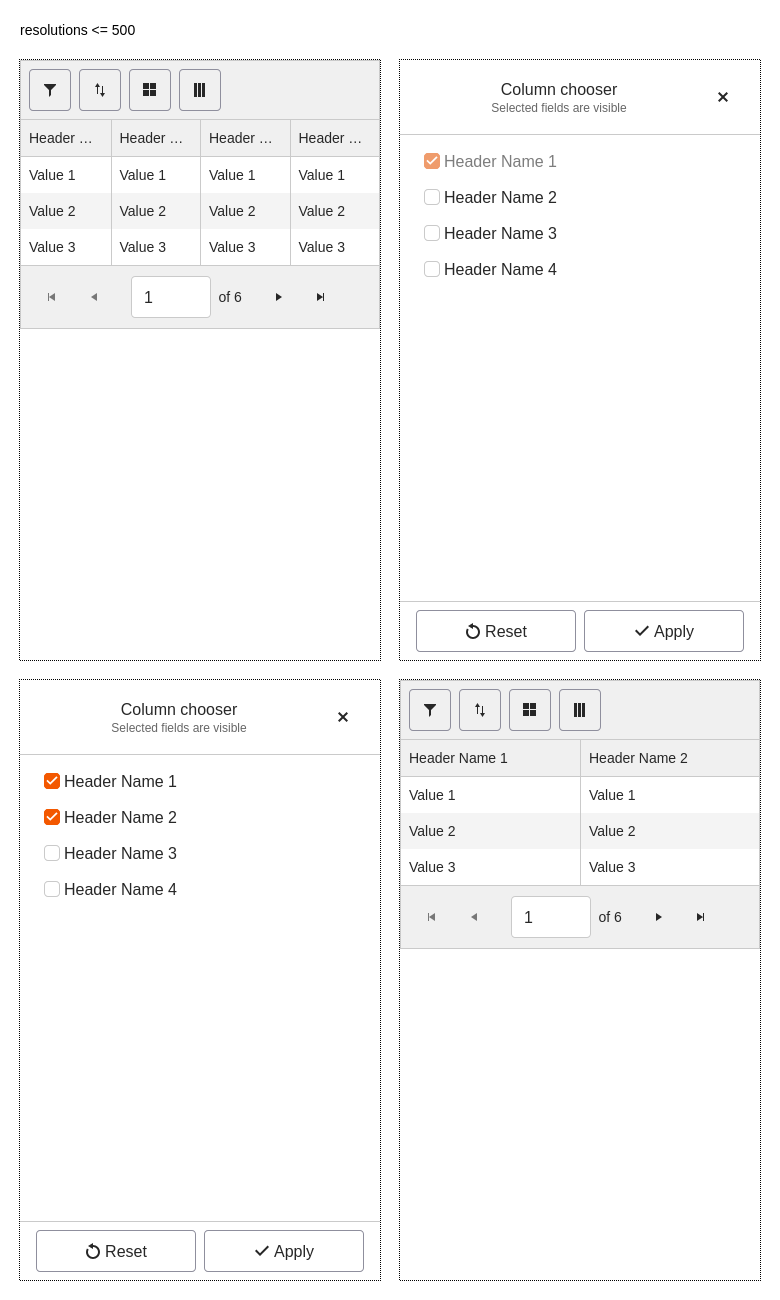 resolutions <= 500
Header … Header … Header … Header …
Value 1 Value 1 Value 1 Value 1
Value 2 Value 2 Value 2 Value 2
Value 3 Value 3 Value 3 Value 3
1 of 6
Column chooser
Selected fields are visible
Header Name 1
Header Name 2
Header Name 3
Header Name 4
Reset Apply
Column chooser
Selected fields are visible
Header Name 1
Header Name 2
Header Name 3
Header Name 4
Reset Apply
Header Name 1 Header Name 2
Value 1 Value 1
Value 2 Value 2
Value 3 Value 3
1 of 6